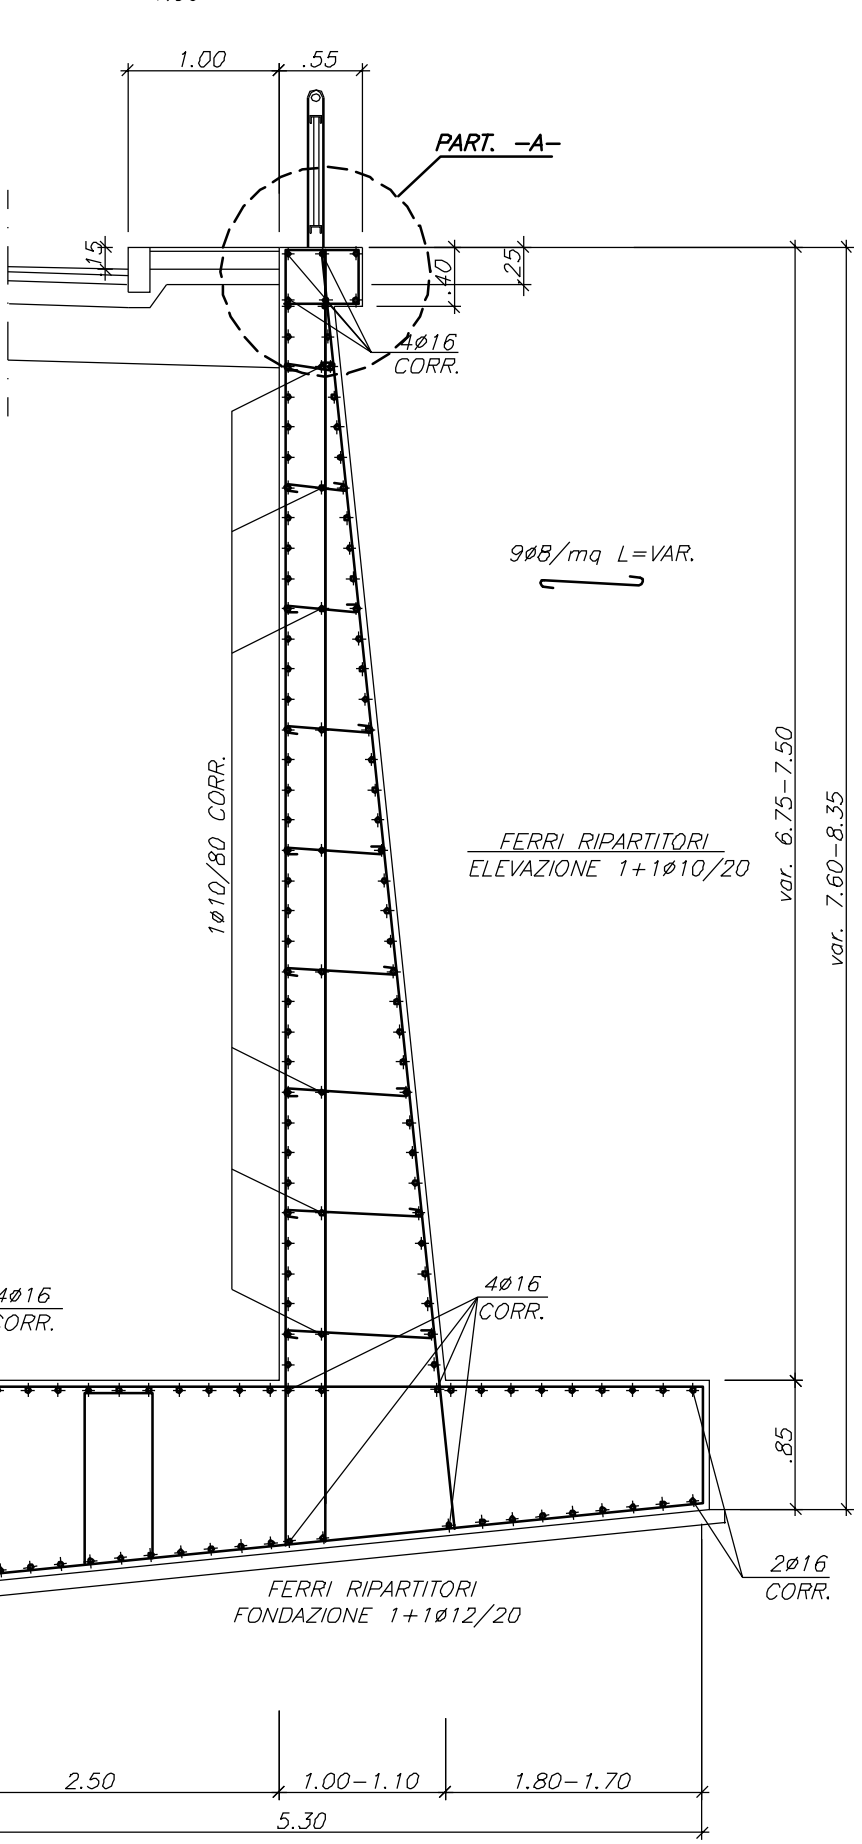 1.00
.55
PART. -A-
.15
.40
.25
4ø16
CORR.
9ø8/mq L=VAR.
1ø10/80 CORR.
var. 6.75-7.50
var. 7.60-8.35
FERRI RIPARTITORI
ELEVAZIONE 1+1ø10/20
4ø16
CORR.
4ø16
CORR.
.85
2ø16
CORR.
FERRI RIPARTITORI
FONDAZIONE 1+1ø12/20
2.50
1.00-1.10
1.80-1.70
5.30